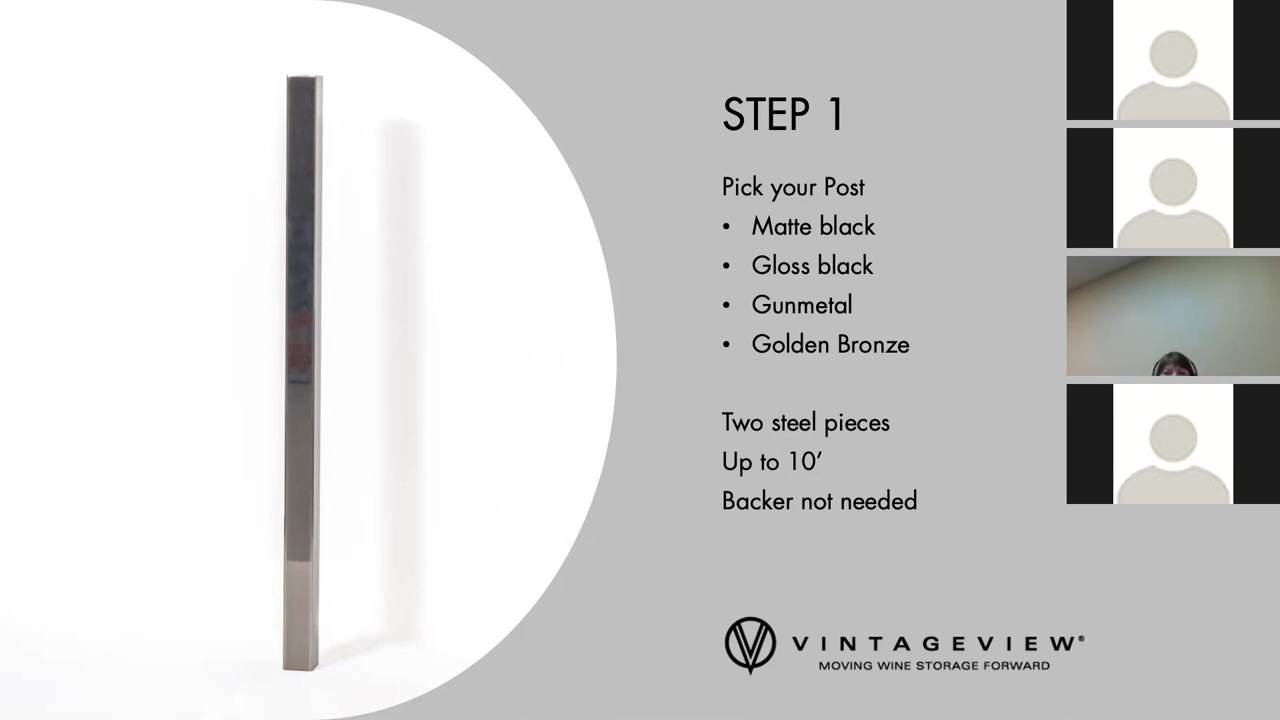 STEP 1
Pick your Post
• Matte black
• Gloss black
• Gunmetal
• Golden Bronze
Two steel pieces
Up to 10’
Backer not needed
VINTAGEVIEW®
MOVING WINE STORAGE FORWARD